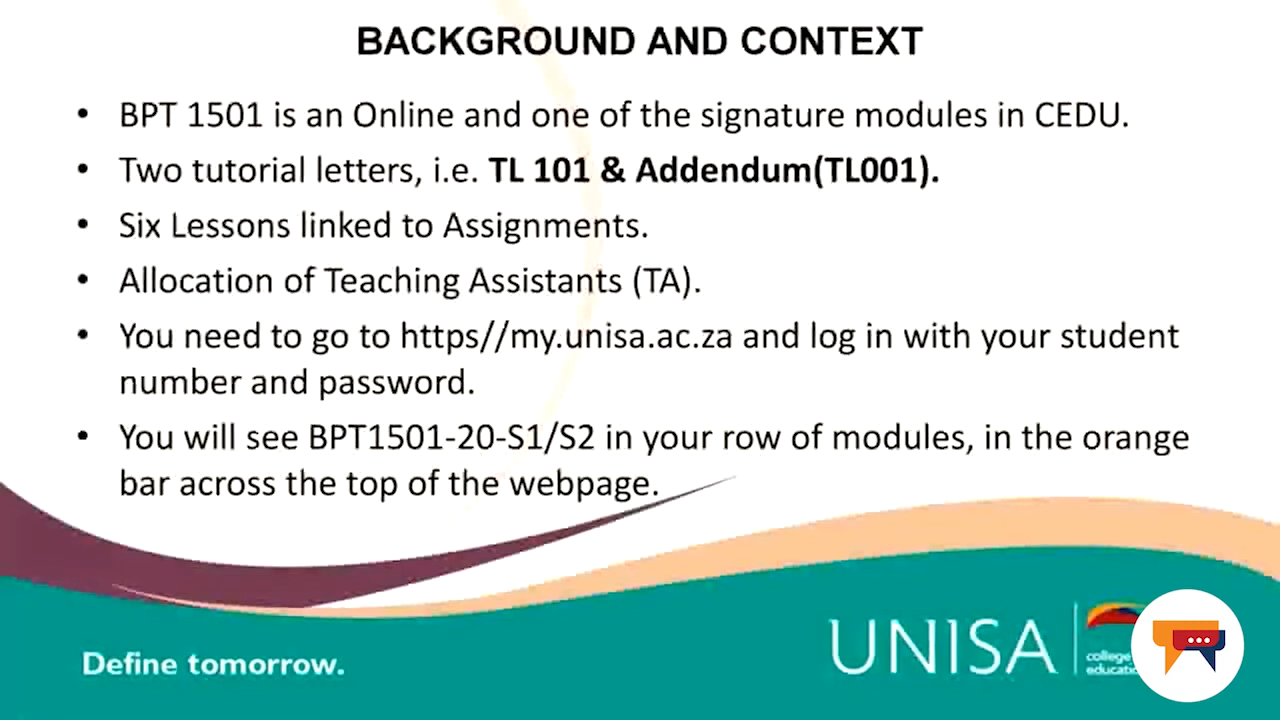 BACKGROUND AND CONTEXT
• BPT 1501 is an Online and one of the signature modules in CEDU.
• Two tutorial letters, i.e. TL 101 & Addendum(TL001).
• Six Lessons linked to Assignments.
• Allocation of Teaching Assistants (TA).
• You need to go to https//my.unisa.ac.za and log in with your student
number and password.
• You will see BPT1501-20-S1/S2 in your row of modules, in the orange
bar across the top of the webpage.
Define tomorrow.
UNISA
college